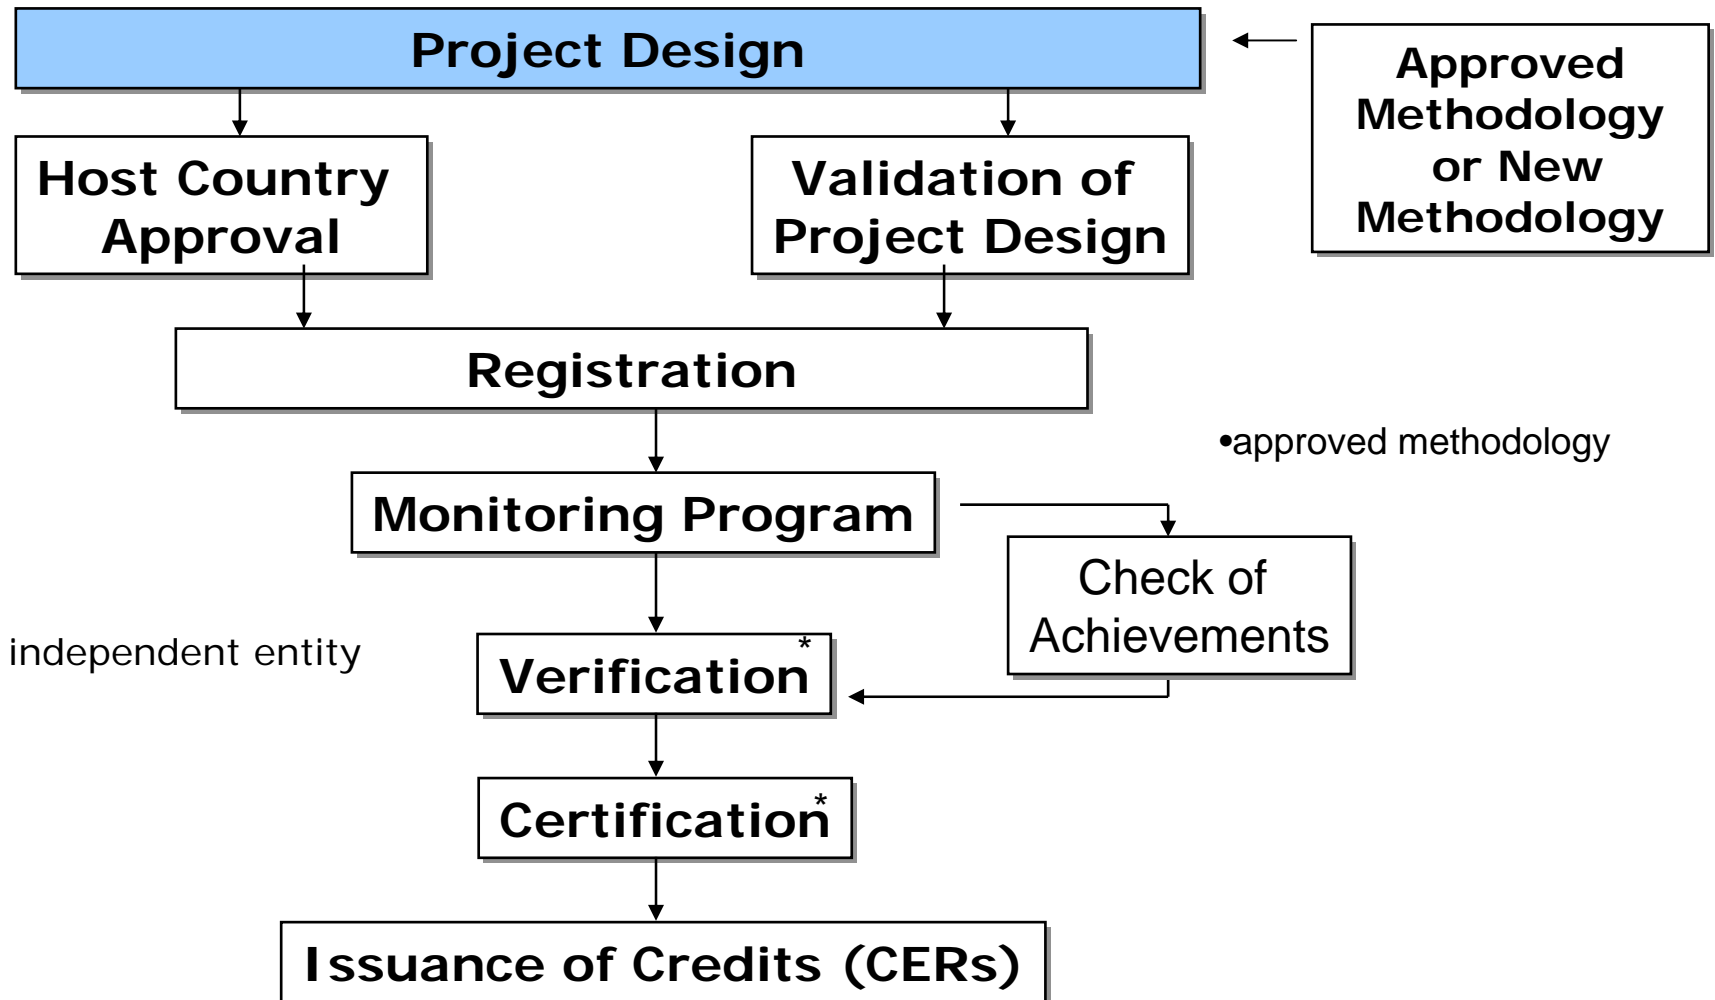 Project Design
Approved
Methodology
or New
Methodology
Host Country
Approval
Validation of
Project Design
Registration
•approved methodology
Monitoring Program
Check of
Achievements
independent entity
Verification*
Certification*
Issuance of Credits (CERs)